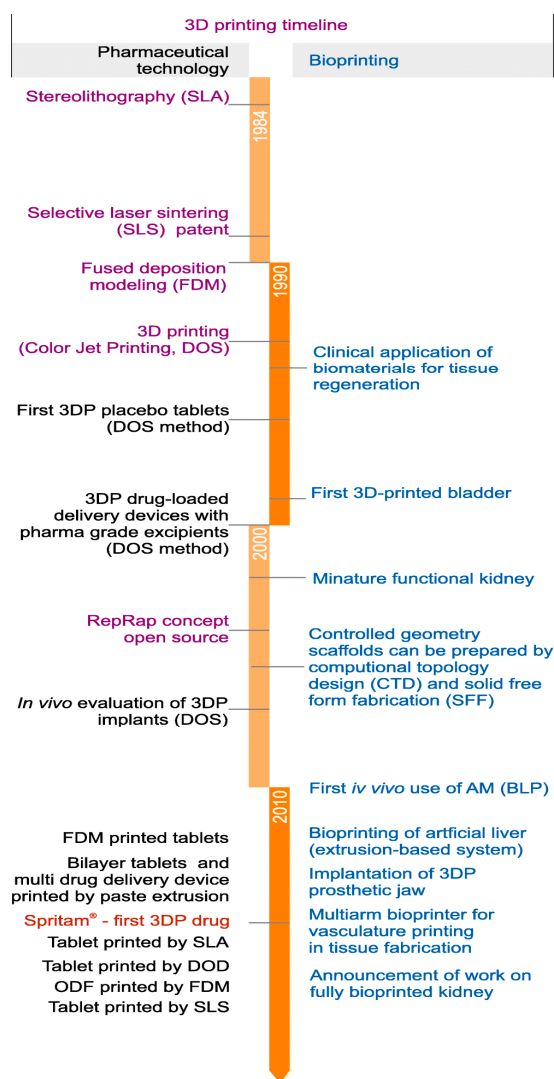 3D printing timeline
Pharmaceutical
technology
Bioprinting
Stereolithography (SLA)
1984
Selective laser sintering
(SLS) patent
Fused deposition
modeling (FDM)
1990
3D printing
(Color Jet Printing, DOS)
Clinical application of
biomaterials for tissue
regeneration
First 3DP placebo tablets
(DOS method)
First 3D-printed bladder
3DP drug-loaded
delivery devices with
pharma grade excipients
(DOS method)
2000
Minature functional kidney
RepRap concept
open source
Controlled geometry
scaffolds can be prepared by
computional topology
design (CTD) and solid free
form fabrication (SFF)
In vivo evaluation of 3DP
implants (DOS)
First iv vivo use of AM (BLP)
2010
FDM printed tablets
Bioprinting of artficial liver
(extrusion-based system)
Bilayer tablets and
multi drug delivery device
printed by paste extrusion
Implantation of 3DP
prosthetic jaw
Spritam® - first 3DP drug
Multiarm bioprinter for
vasculature printing
in tissue fabrication
Tablet printed by SLA
Tablet printed by DOD
ODF printed by FDM
Tablet printed by SLS
Announcement of work on
fully bioprinted kidney